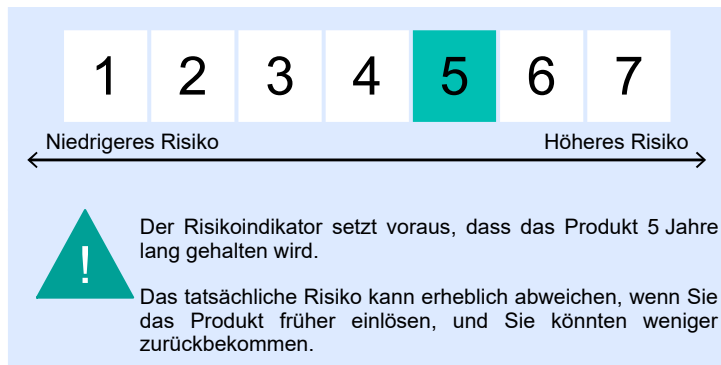 1 2 3 4 5 6 7
Niedrigeres Risiko Höheres Risiko
Der Risikoindikator setzt voraus, dass das Produkt 5 Jahre
lang gehalten wird.
!
Das tatsächliche Risiko kann erheblich abweichen, wenn Sie
das Produkt früher einlösen, und Sie könnten weniger
zurückbekommen.